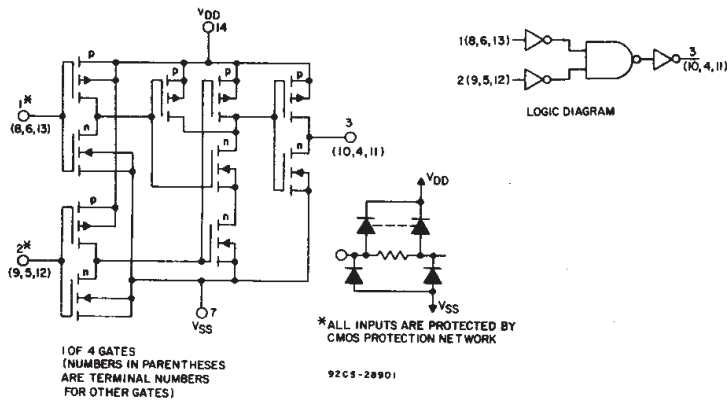 VDD
14
p
p
p
p
1*
(8,6,13)
n
n
n
3
(10,4,11)
p
2*
(9,5,12)
n
n
7
VSS
1(8,6,13)
2(9,5,12)
3
(10,4,11)
LOGIC DIAGRAM
VDD
VSS
*ALL INPUTS ARE PROTECTED BY
CMOS PROTECTION NETWORK
1 OF 4 GATES
(NUMBERS IN PARENTHESES
ARE TERMINAL NUMBERS
FOR OTHER GATES)
92CS-28901